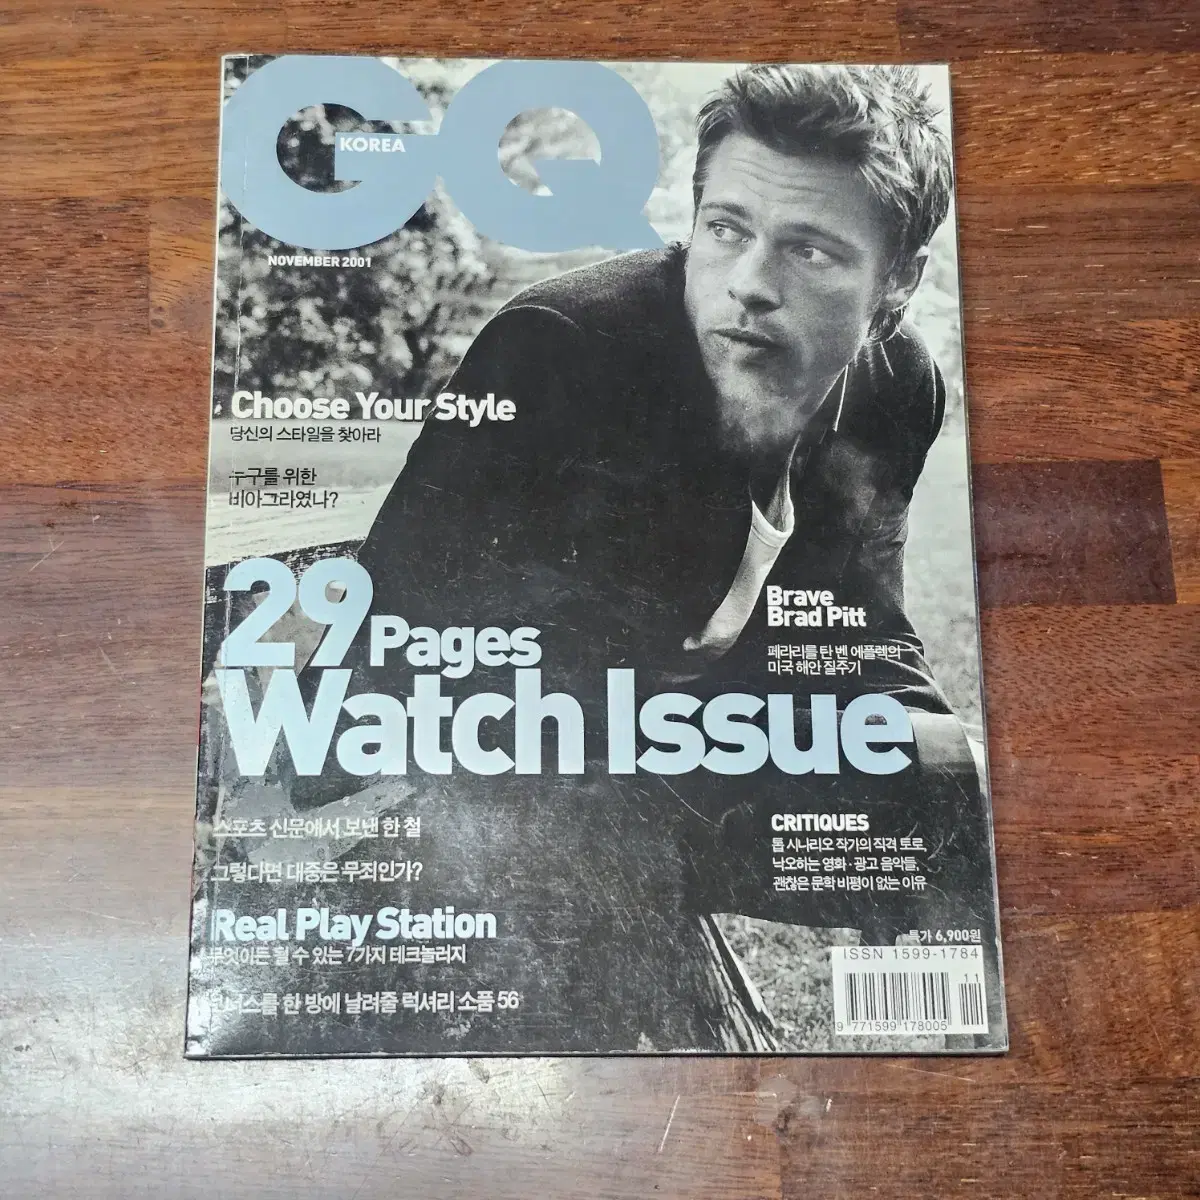 GQ
KOREA
NOVEMBER 2001
Choose Your Style
당신의 스타일을 찾아라
누구를 위한
비아그라였나?
29 Pages
Watch Issue
Brave
Brad Pitt
페라리를 탄 벤 에플렉의
미국 해안 질주기
스포츠 신문에서 보낸 한 철
그렇다면 대중은 무죄인가?
CRITIQUES
톱 시나리오 작가의 직격 토로,
낙오하는 영화·광고 음악들,
괜찮은 문학 비평이 없는 이유
Real Play Station
무엇이든 할 수 있는 7가지 테크놀러지
를 한 방에 날려줄 럭셔리 소품 56
특가 6,900원
ISSN 1599-1784
11
9 771599 178005